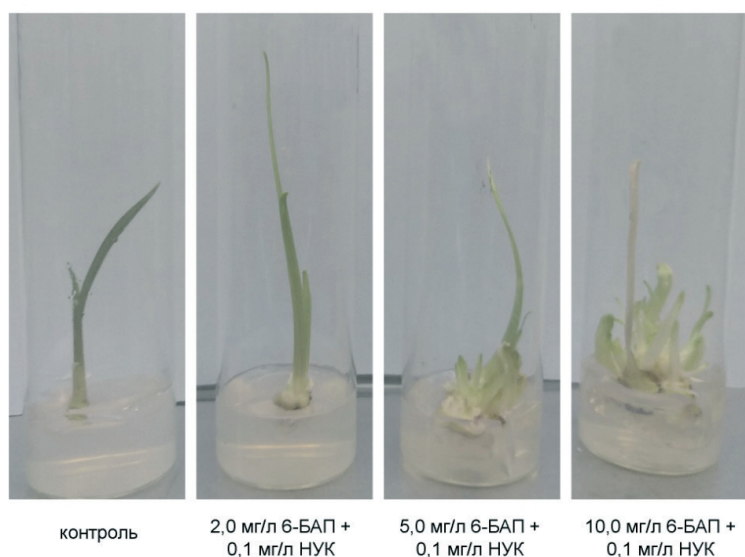 контроль
2,0 мг/л 6-БАП +
0,1 мг/л НУК
5,0 мг/л 6-БАП +
0,1 мг/л НУК
10,0 мг/л 6-БАП +
0,1 мг/л НУК